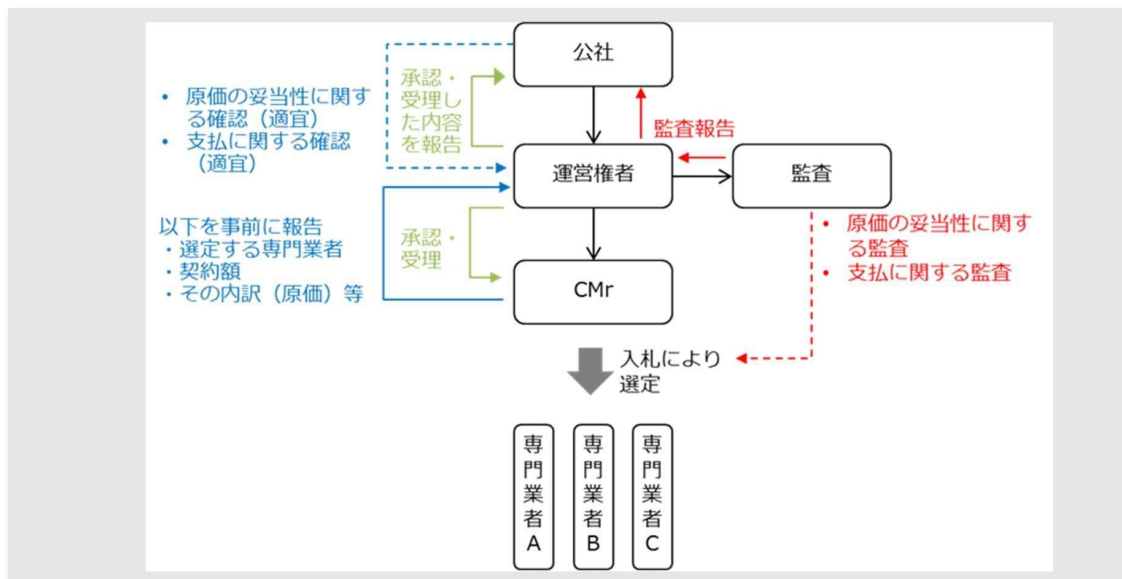 公社
• 原価の妥当性に関す
る確認（適宜）
• 支払に関する確認
（適宜）
承認・
受理し
た内容
を報告
監査報告
運営権者
監査
以下を事前に報告
・選定する専門業者
・契約額
・その内訳（原価）等
承認・
受理
• 原価の妥当性に関す
る監査
• 支払に関する監査
CMr
入札により
選定
専門業者A
専門業者B
専門業者C